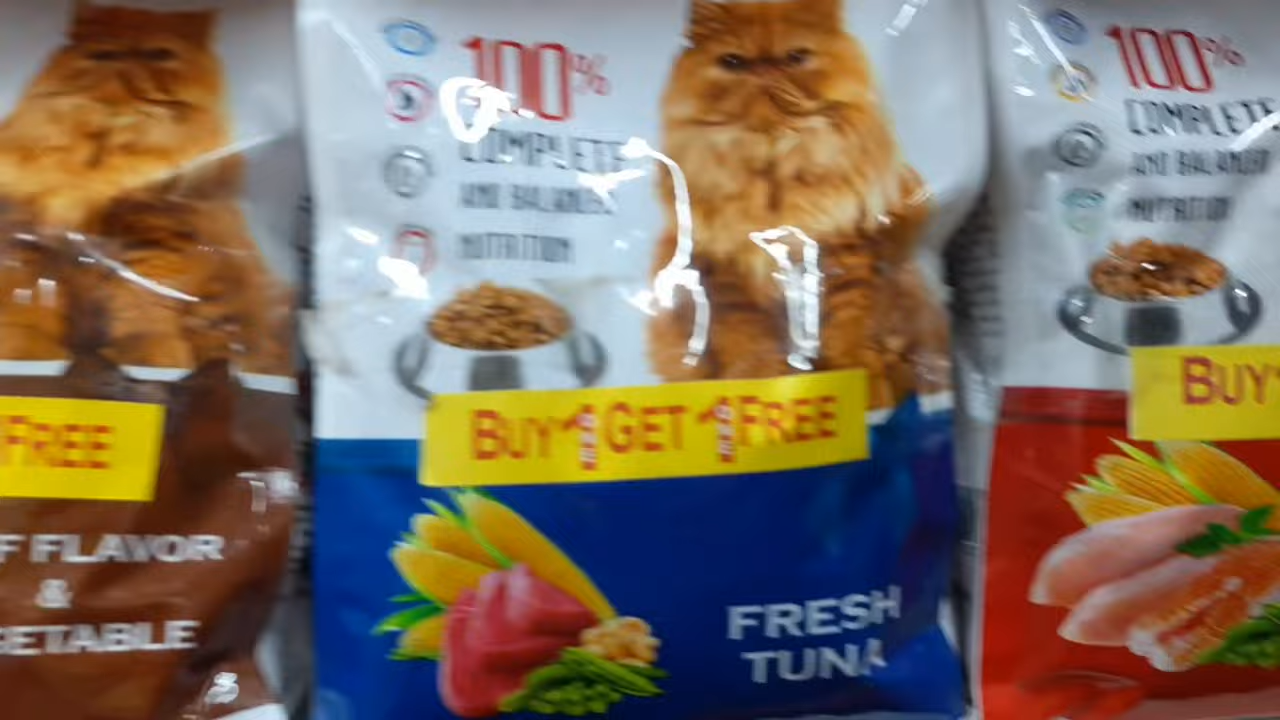 FREE
F FLAVOR
&
GETABLE
100%
COMPLETE
AND BALANCED
NUTRITION
BUY 1 GET 1 FREE
FRESH
TUNA
100%
COMPLETE
AND BALANCED
NUTRITION
BUY